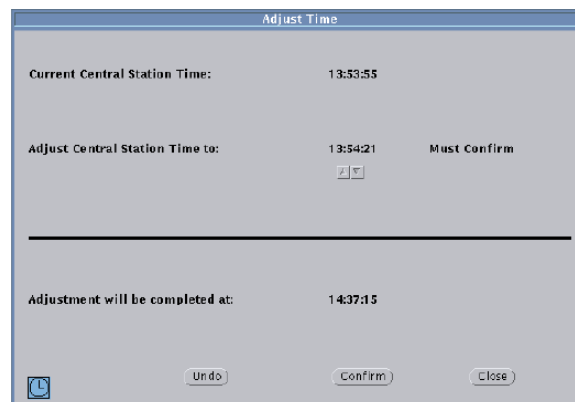 Adjust Time
Current Central Station Time: 13:53:55
Adjust Central Station Time to: 13:54:21 Must Confirm
Adjustment will be completed at: 14:37:15
Undo Confirm Close